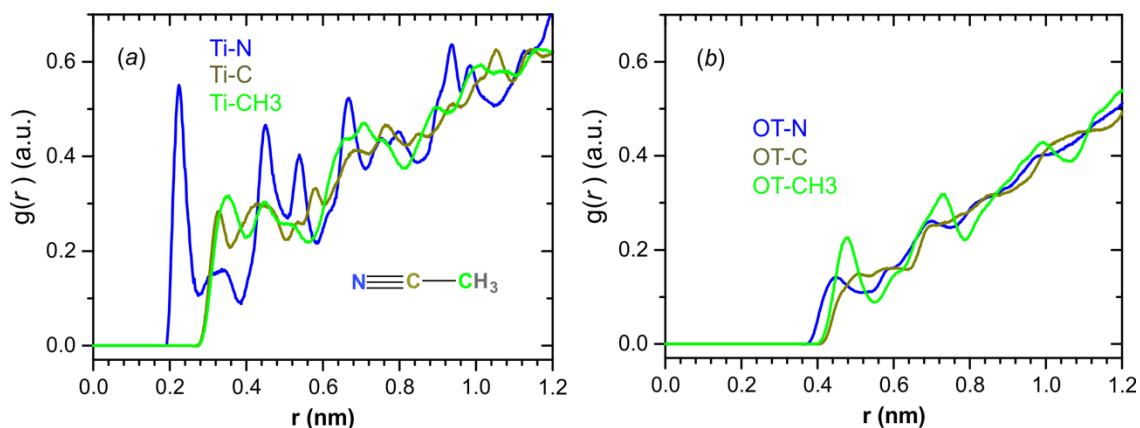 (a)
Ti-N
Ti-C
Ti-CH3
g(r) (a.u.)
0.6
0.4
0.2
0.0
N C CH3
0.0 0.2 0.4 0.6 0.8 1.0 1.2
r (nm)
(b)
OT-N
OT-C
OT-CH3
g(r) (a.u.)
0.6
0.4
0.2
0.0
0.0 0.2 0.4 0.6 0.8 1.0 1.2
r (nm)